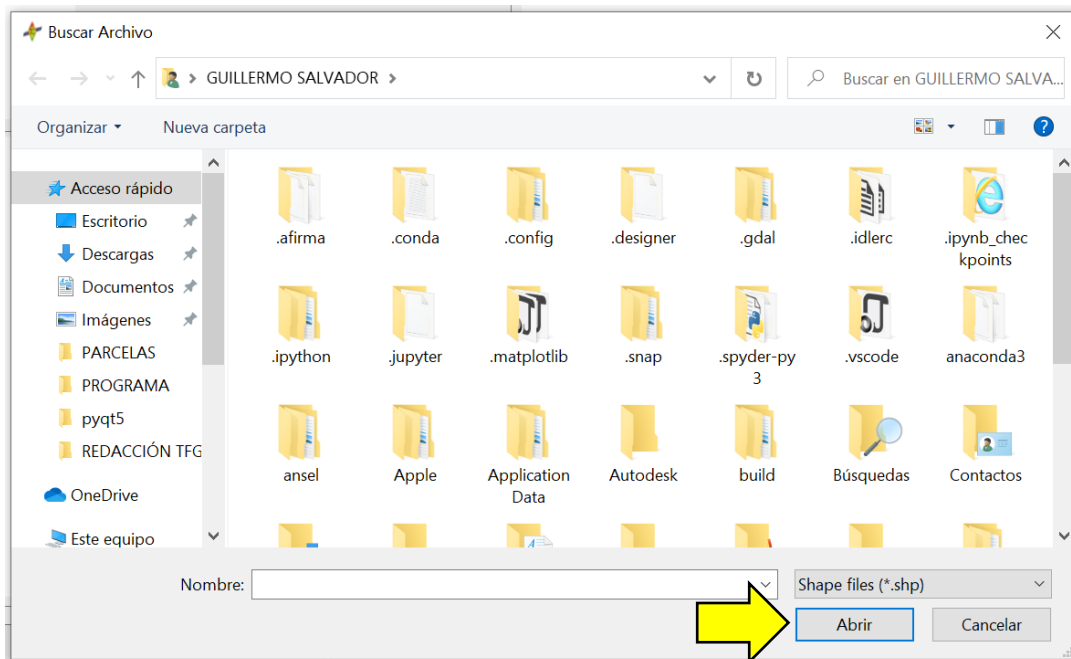 Buscar Archivo
GUILLERMO SALVADOR
Buscar en GUILLERMO SALVA...
Organizar
Nueva carpeta
Acceso rápido
Escritorio
Descargas
Documentos
Imágenes
PARCELAS
PROGRAMA
pyqt5
REDACCIÓN TFG
OneDrive
Este equipo
.afirma
.conda
.config
.designer
.gdal
.idlerc
.ipynb_chec
kpoints
.ipython
.jupyter
.matplotlib
.snap
.spyder-py
3
.vscode
anaconda3
ansel
Apple
Application
Data
Autodesk
build
Búsquedas
Contactos
Nombre:
Shape files (*.shp)
Abrir
Cancelar